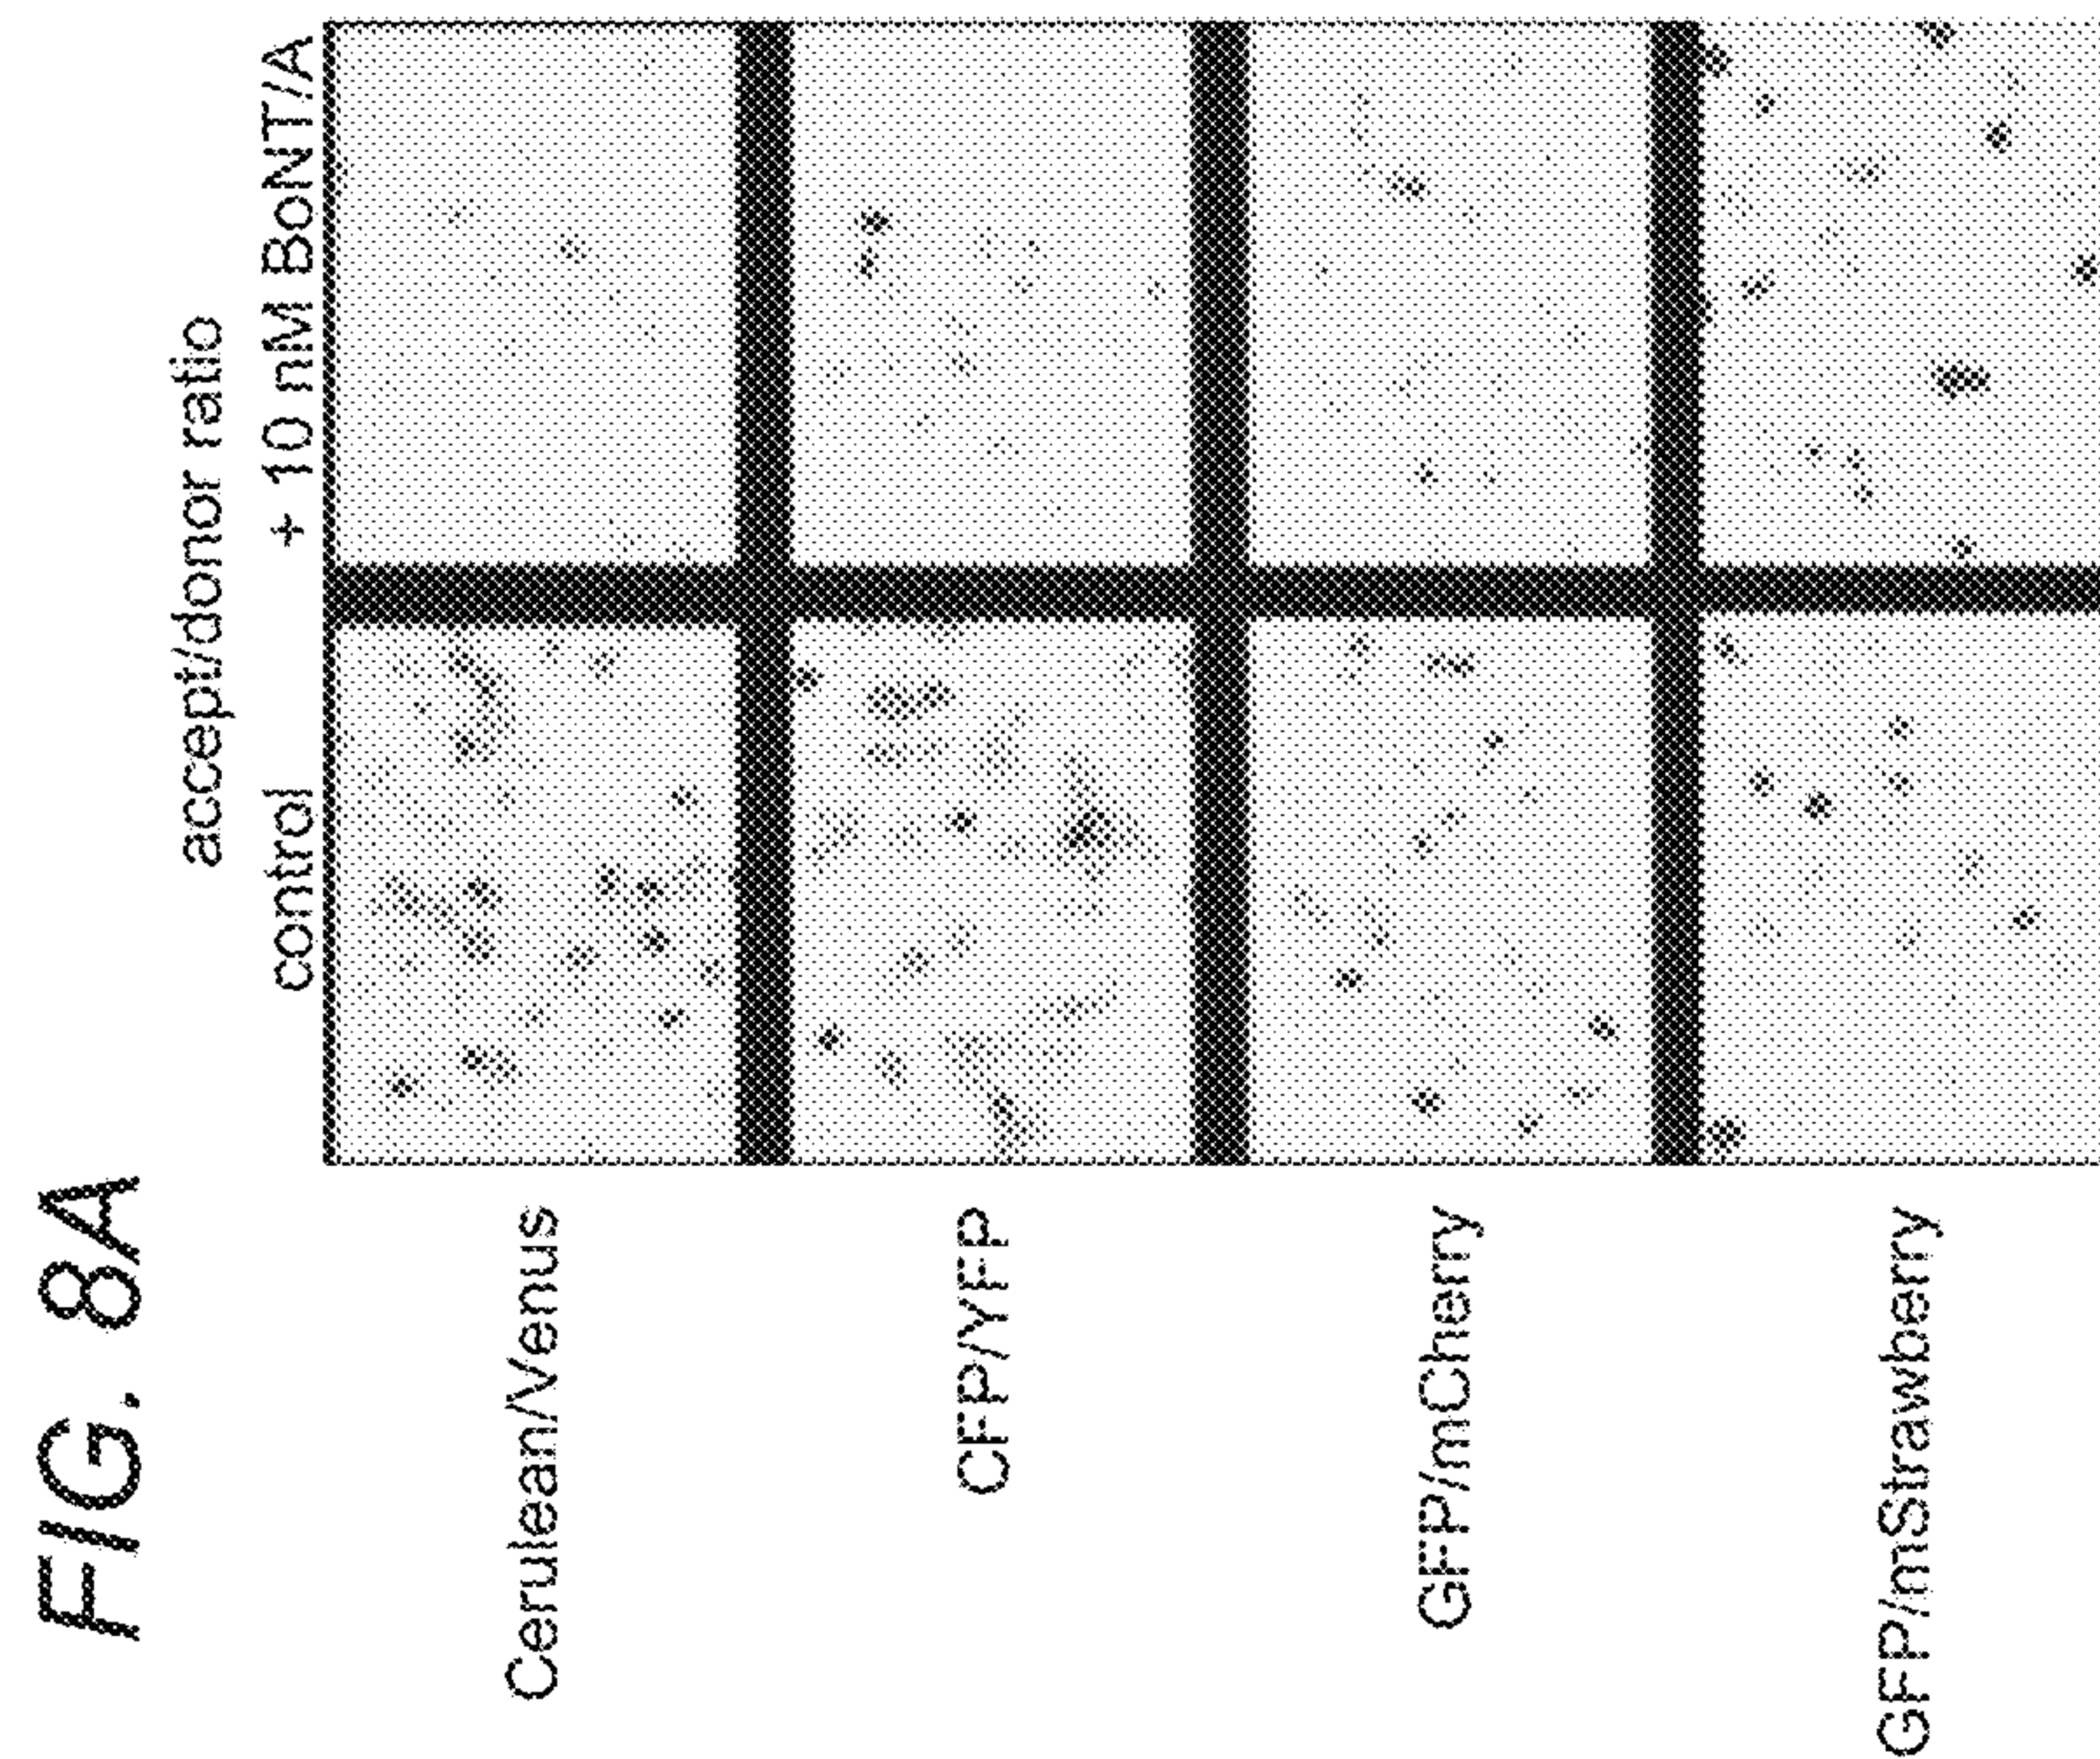 FIG. 8A
accept/donor ratio
control + 10 nM BoNT/A
Cerulean/Venus
CFP/YFP
GFP/mCherry
GFP/mStrawberry